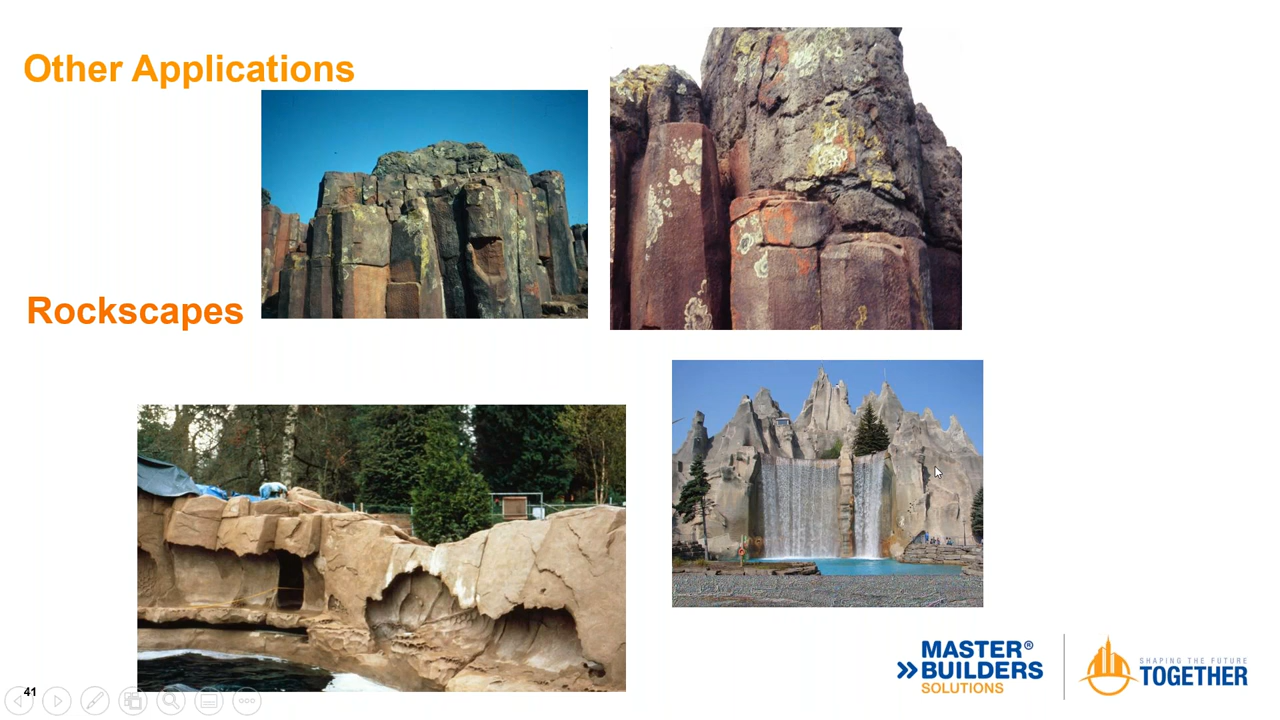 Other Applications
Rockscapes
MASTER®
BUILDERS
SOLUTIONS
SHAPING THE FUTURE
TOGETHER
41